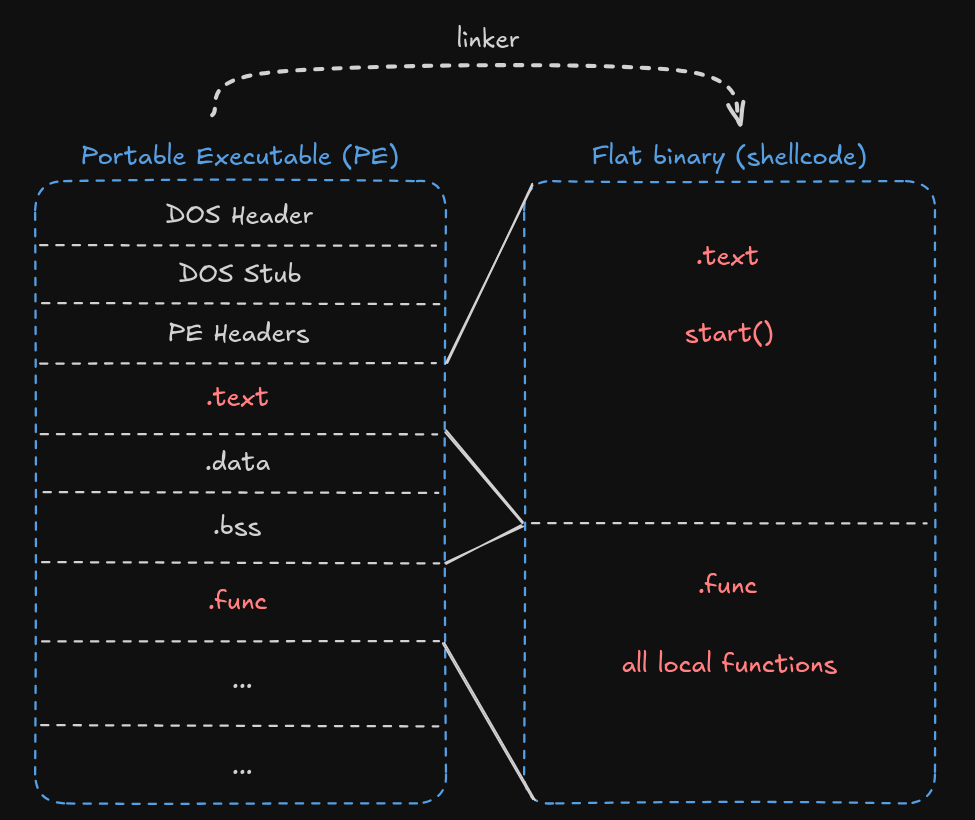 linker
Portable Executable (PE)
DOS Header
DOS Stub
PE Headers
.text
.data
.bss
.func
...
...
Flat binary (shellcode)
.text
start()
.func
all local functions